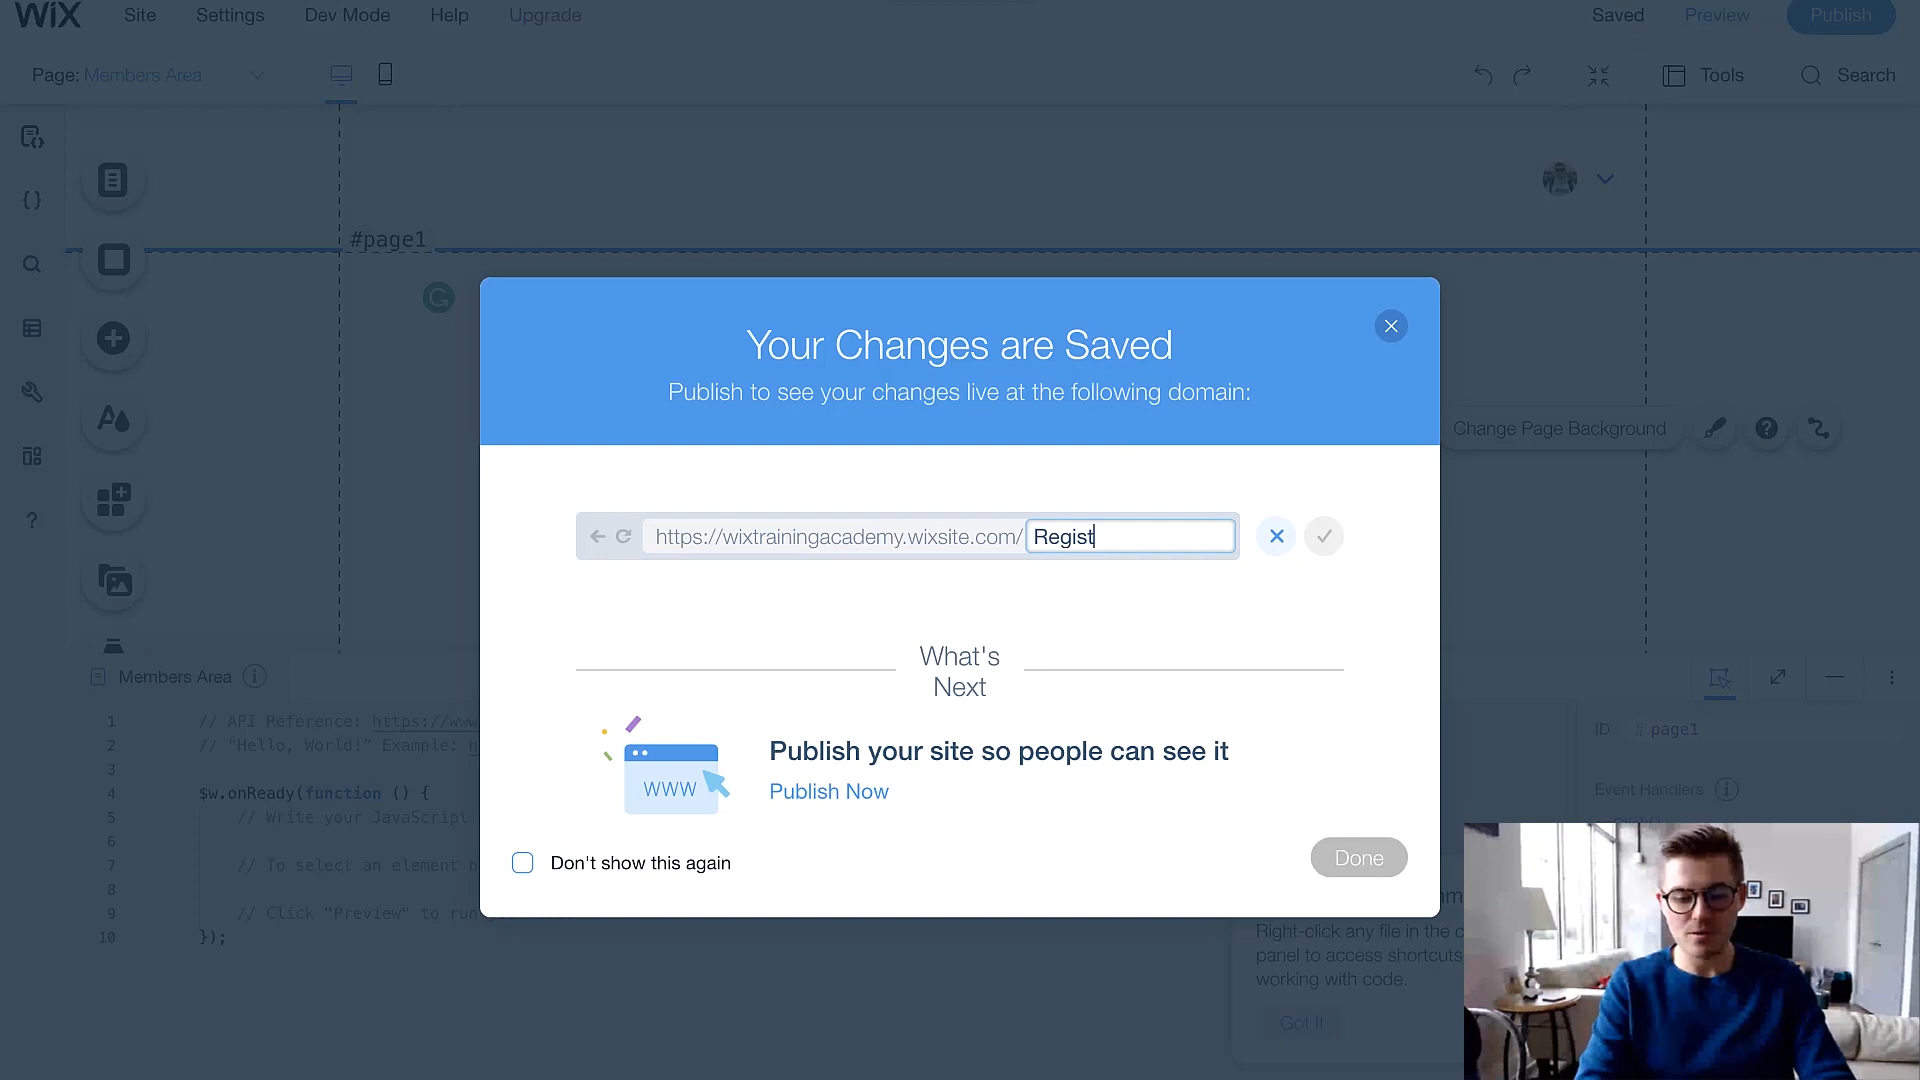 WiX
Site
Settings
Dev Mode
Help
Upgrade
Saved
Preview
Publish
Page: Members Area
Tools
Search
#page1
Your Changes are Saved
Publish to see your changes live at the following domain:
Change Page Background
https://wixtrainingacademy.wixsite.com/ Regist
What's
Next
Members Area
Publish your site so people can see it
WWW
Publish Now
Don't show this again
Done
1 // API Reference: https://www
2 // "Hello, World!" Example:
3
4 $w.onReady(function () {
5 // Write your JavaScript
6
7 // To select an element b
8
9 // Click "Preview" to run
10 });
ID # page1
Event Handlers
Right-click any file in the c
panel to access shortcuts
working with code.
Got It